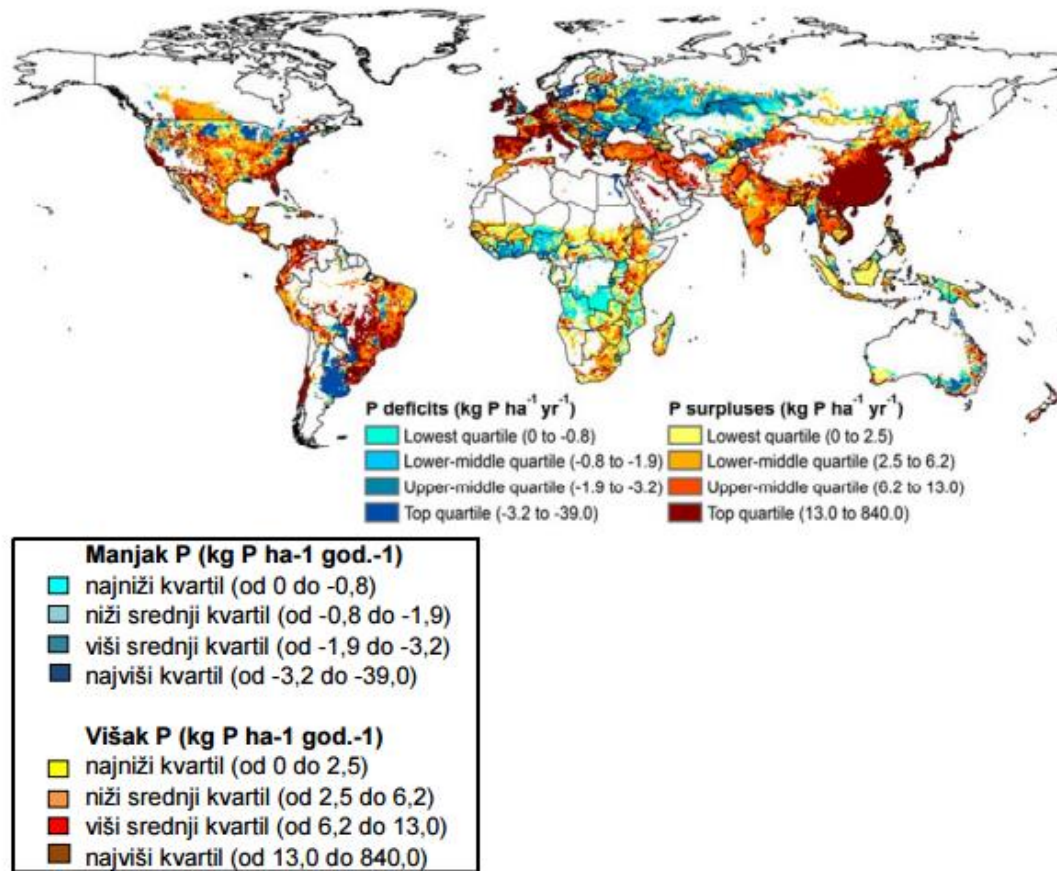 P deficits (kg P ha⁻¹ yr⁻¹)
Lowest quartile (0 to -0.8)
Lower-middle quartile (-0.8 to -1.9)
Upper-middle quartile (-1.9 to -3.2)
Top quartile (-3.2 to -39.0)
P surpluses (kg P ha⁻¹ yr⁻¹)
Lowest quartile (0 to 2.5)
Lower-middle quartile (2.5 to 6.2)
Upper-middle quartile (6.2 to 13.0)
Top quartile (13.0 to 840.0)
Manjak P (kg P ha-1 god.-1)
najniži kvartil (od 0 do -0,8)
niži srednji kvartil (od -0,8 do -1,9)
viši srednji kvartil (od -1,9 do -3,2)
najviši kvartil (od -3,2 do -39,0)
Višak P (kg P ha-1 god.-1)
najniži kvartil (od 0 do 2,5)
niži srednji kvartil (od 2,5 do 6,2)
viši srednji kvartil (od 6,2 do 13,0)
najviši kvartil (od 13,0 do 840,0)